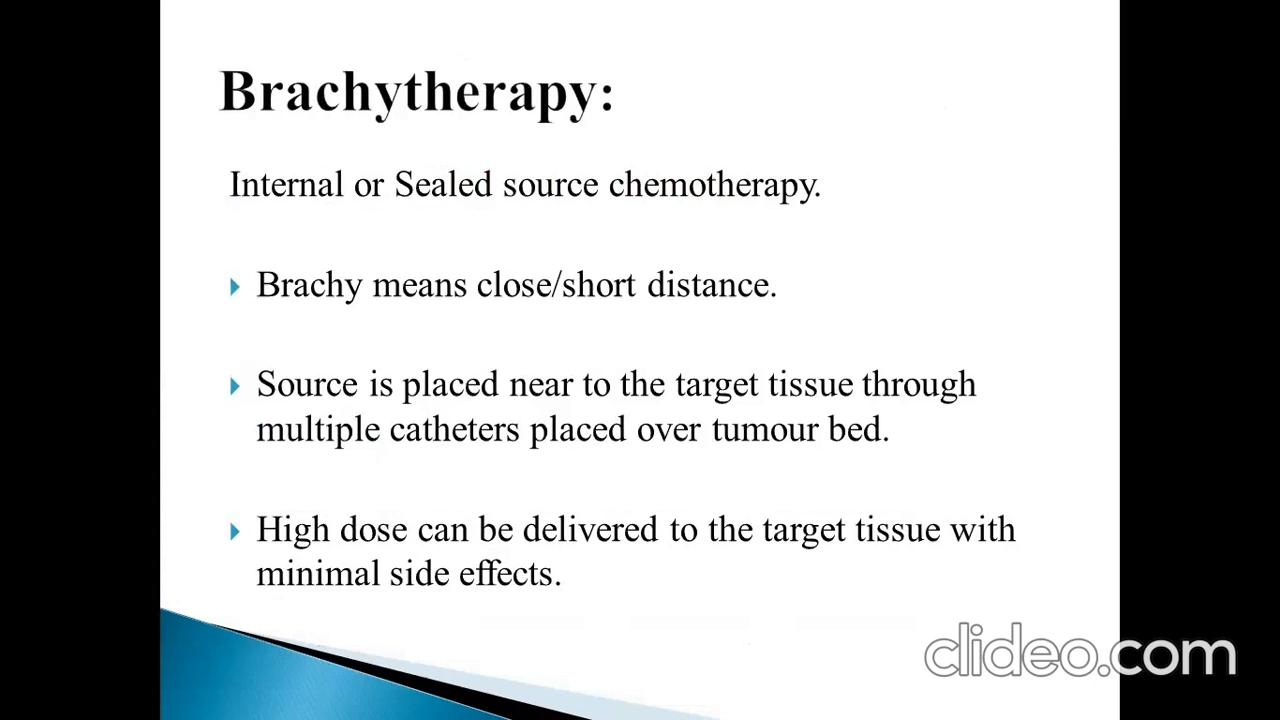 Brachytherapy:
Internal or Sealed source chemotherapy.
Brachy means close/short distance.
Source is placed near to the target tissue through
multiple catheters placed over tumour bed.
High dose can be delivered to the target tissue with
minimal side effects.
clideo.com